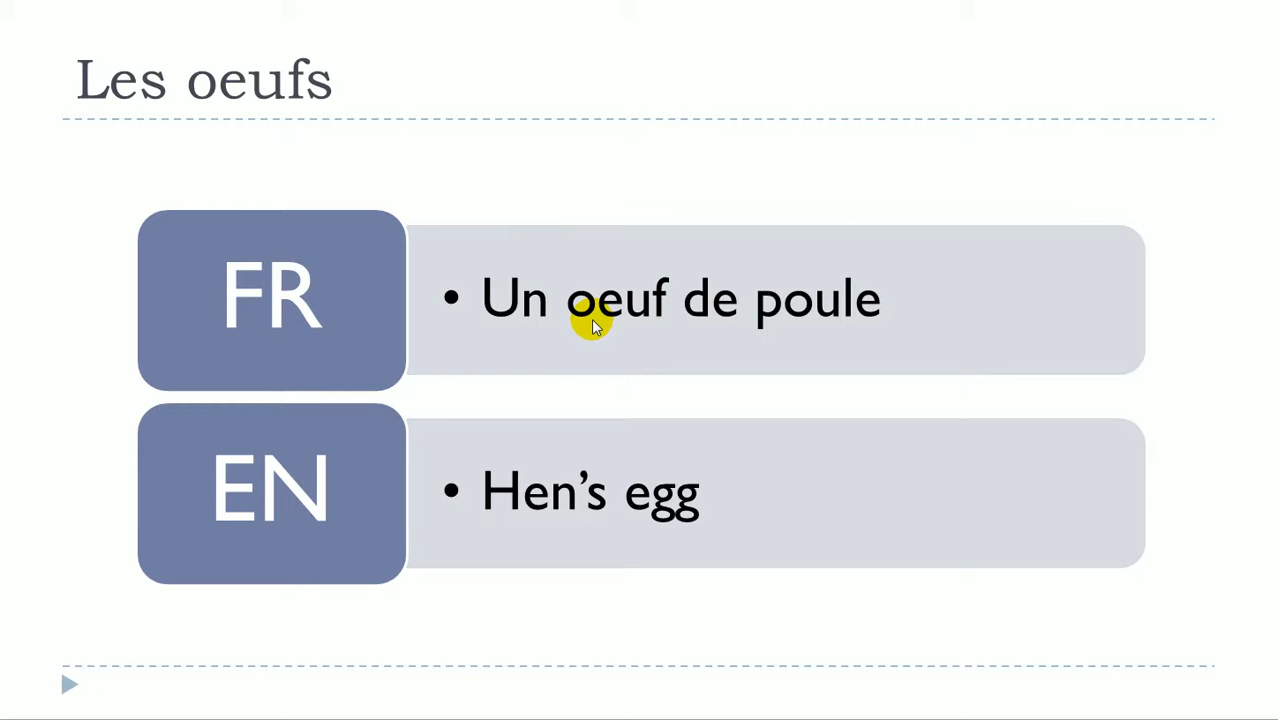 Les oeufs
FR
• Un oeuf de poule
EN
• Hen’s egg